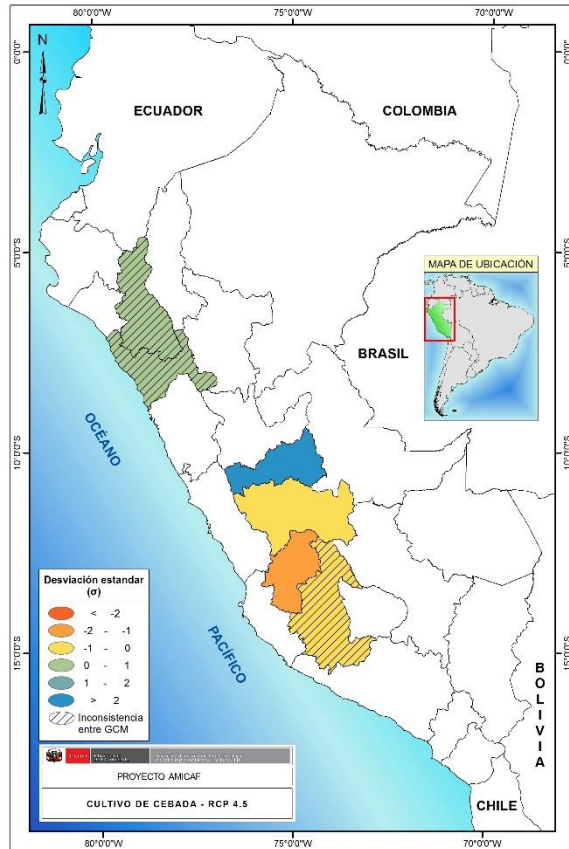 80°0'0"O 75°0'0"O 70°0'0"O
N
0°0'0"
0°0'0"
ECUADOR
COLOMBIA
5°0'0"S
5°0'0"S
MAPA DE UBICACIÓN
BRASIL
OCÉANO
10°0'0"S
10°0'0"S
Desviación estandar
(σ)
< -2
-2 - -1
-1 - 0
0 - 1
1 - 2
> 2
Inconsistencia
entre GCM
PACÍFICO
15°0'0"S
15°0'0"S
BOLIVIA
PERÚ
PROYECTO AMICAF
CULTIVO DE CEBADA - RCP 4.5
CHILE
80°0'0"O 75°0'0"O 70°0'0"O